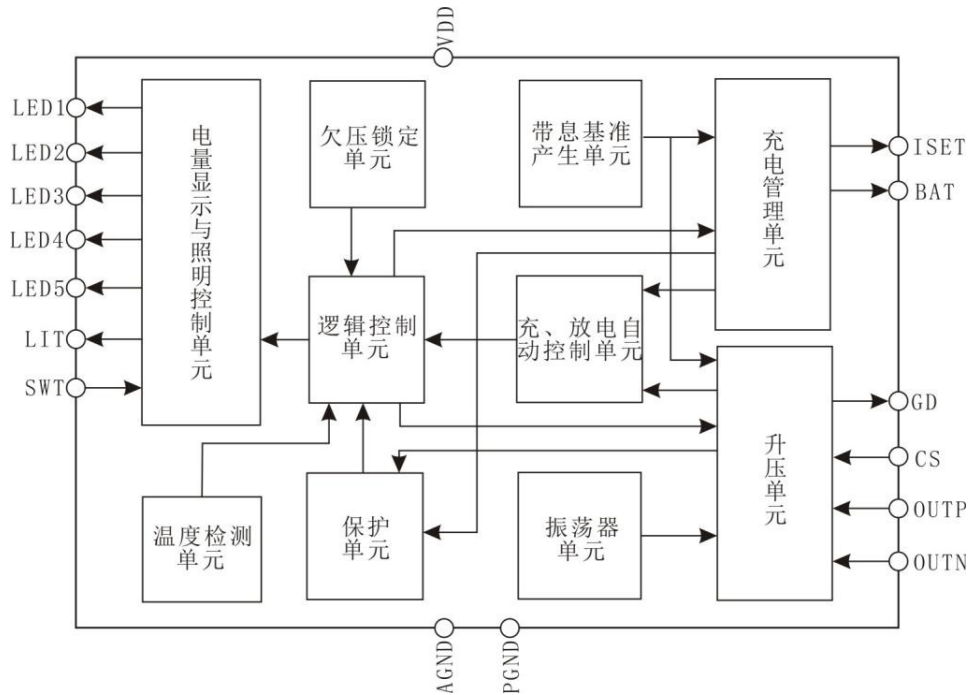 VDD
LED1
LED2
LED3
LED4
LED5
LIT
SWT
电量显示与照明控制单元
欠压锁定
单元
带息基准
产生单元
充电管理单元
ISET
BAT
逻辑控制
单元
充、放电自
动控制单元
升压单元
GD
CS
OUTP
OUTN
温度检测
单元
保护
单元
振荡器
单元
AGND
PGND